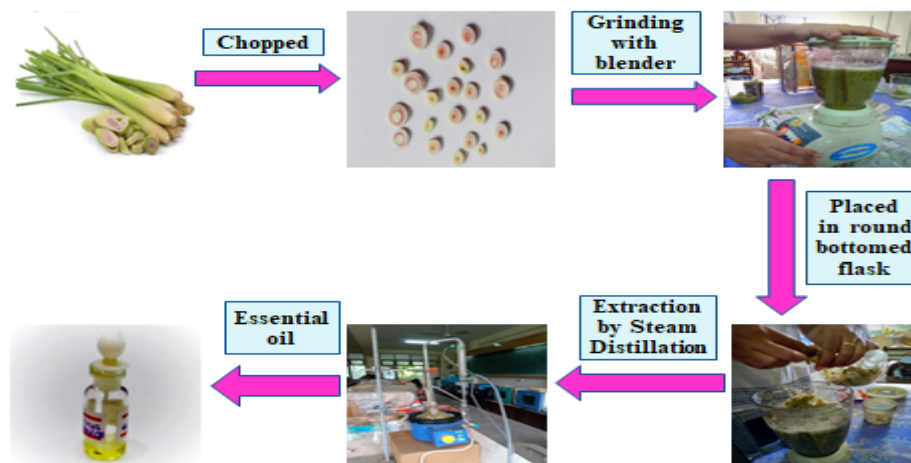 Chopped
Grinding
with
blender
Placed
in round
bottomed
flask
Extraction
by Steam
Distillation
Essential
oil